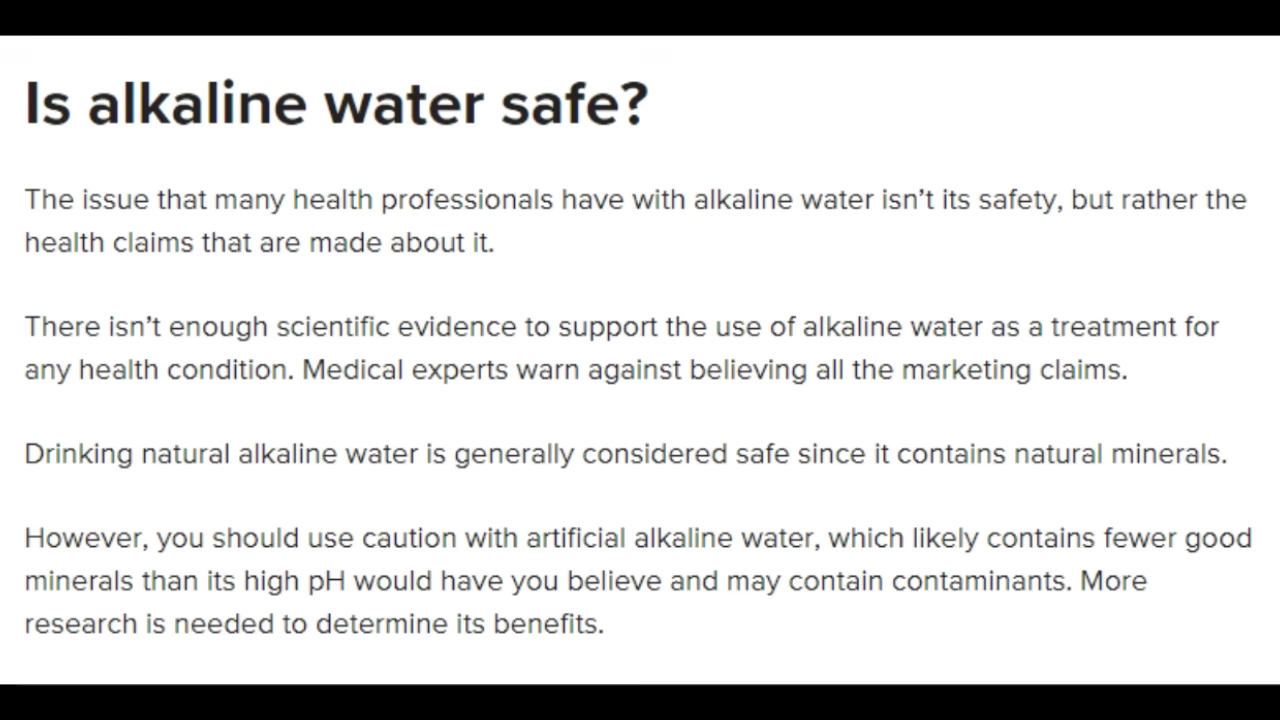 Is alkaline water safe?
The issue that many health professionals have with alkaline water isn’t its safety, but rather the
health claims that are made about it.
There isn’t enough scientific evidence to support the use of alkaline water as a treatment for
any health condition. Medical experts warn against believing all the marketing claims.
Drinking natural alkaline water is generally considered safe since it contains natural minerals.
However, you should use caution with artificial alkaline water, which likely contains fewer good
minerals than its high pH would have you believe and may contain contaminants. More
research is needed to determine its benefits.